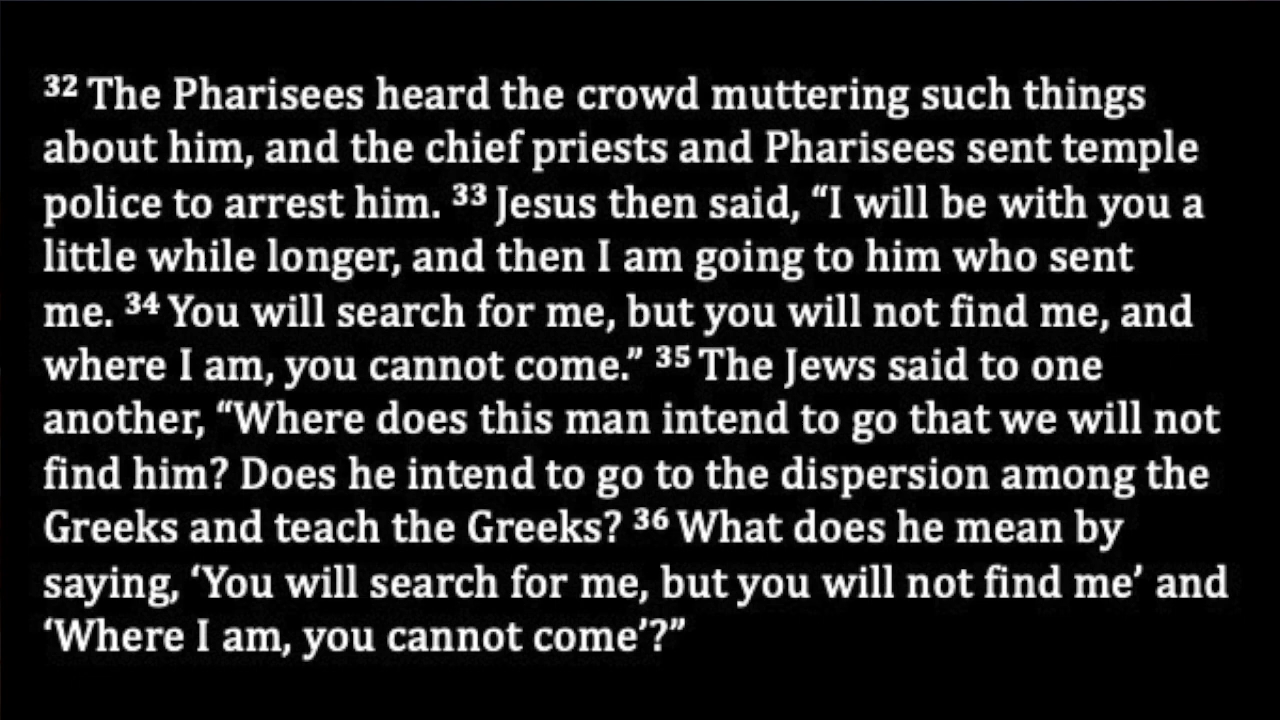 32 The Pharisees heard the crowd muttering such things
about him, and the chief priests and Pharisees sent temple
police to arrest him. 33 Jesus then said, “I will be with you a
little while longer, and then I am going to him who sent
me. 34 You will search for me, but you will not find me, and
where I am, you cannot come.” 35 The Jews said to one
another, “Where does this man intend to go that we will not
find him? Does he intend to go to the dispersion among the
Greeks and teach the Greeks? 36 What does he mean by
saying, ‘You will search for me, but you will not find me’ and
‘Where I am, you cannot come’?”